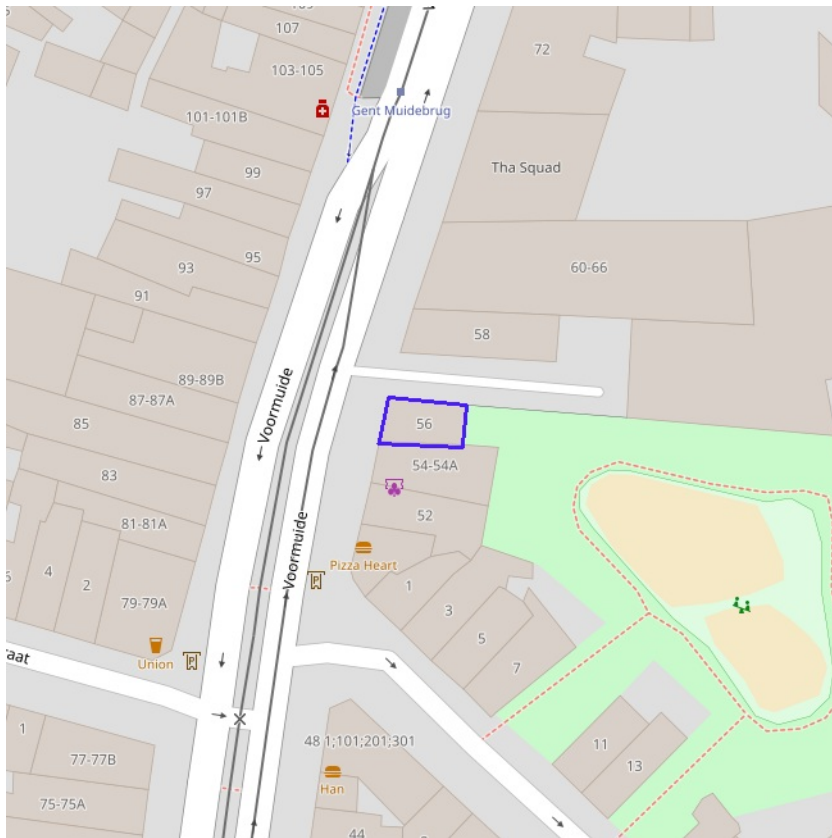 107
103-105
72
Gent Muidebrug
101-101B
Tha Squad
99
97
95
93
60-66
91
58
Voormuide
89-89B
87-87A
85
56
54-54A
83
52
81-81A
Voormuide
Pizza Heart
4
2
1
79-79A
3
5
Union
7
aat
1
48 1;101;201;301
11
77-77B
13
Han
75-75A
44